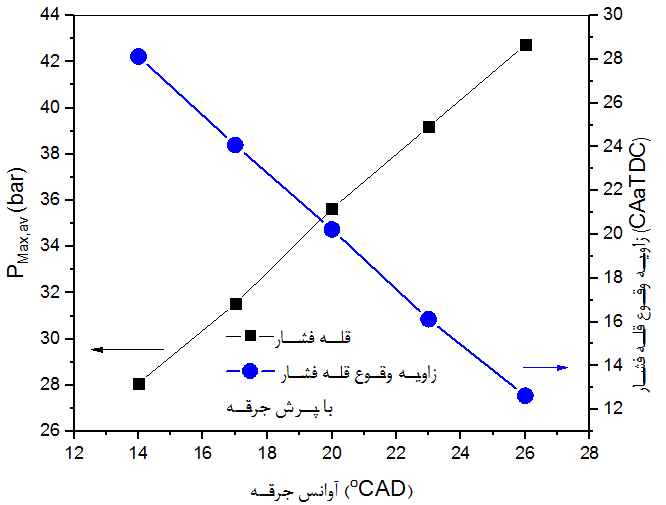 44
42
40
38
36
34
32
30
28
26
P Max,av (bar)
30
28
26
24
22
20
18
16
14
12
زاویه وقوع قله فشار (CAaTDC)
قله فشار
زاویه وقوع قله فشار
با پرش جرقه
12 14 16 18 20 22 24 26 28
آوانس جرقه (°CAD)